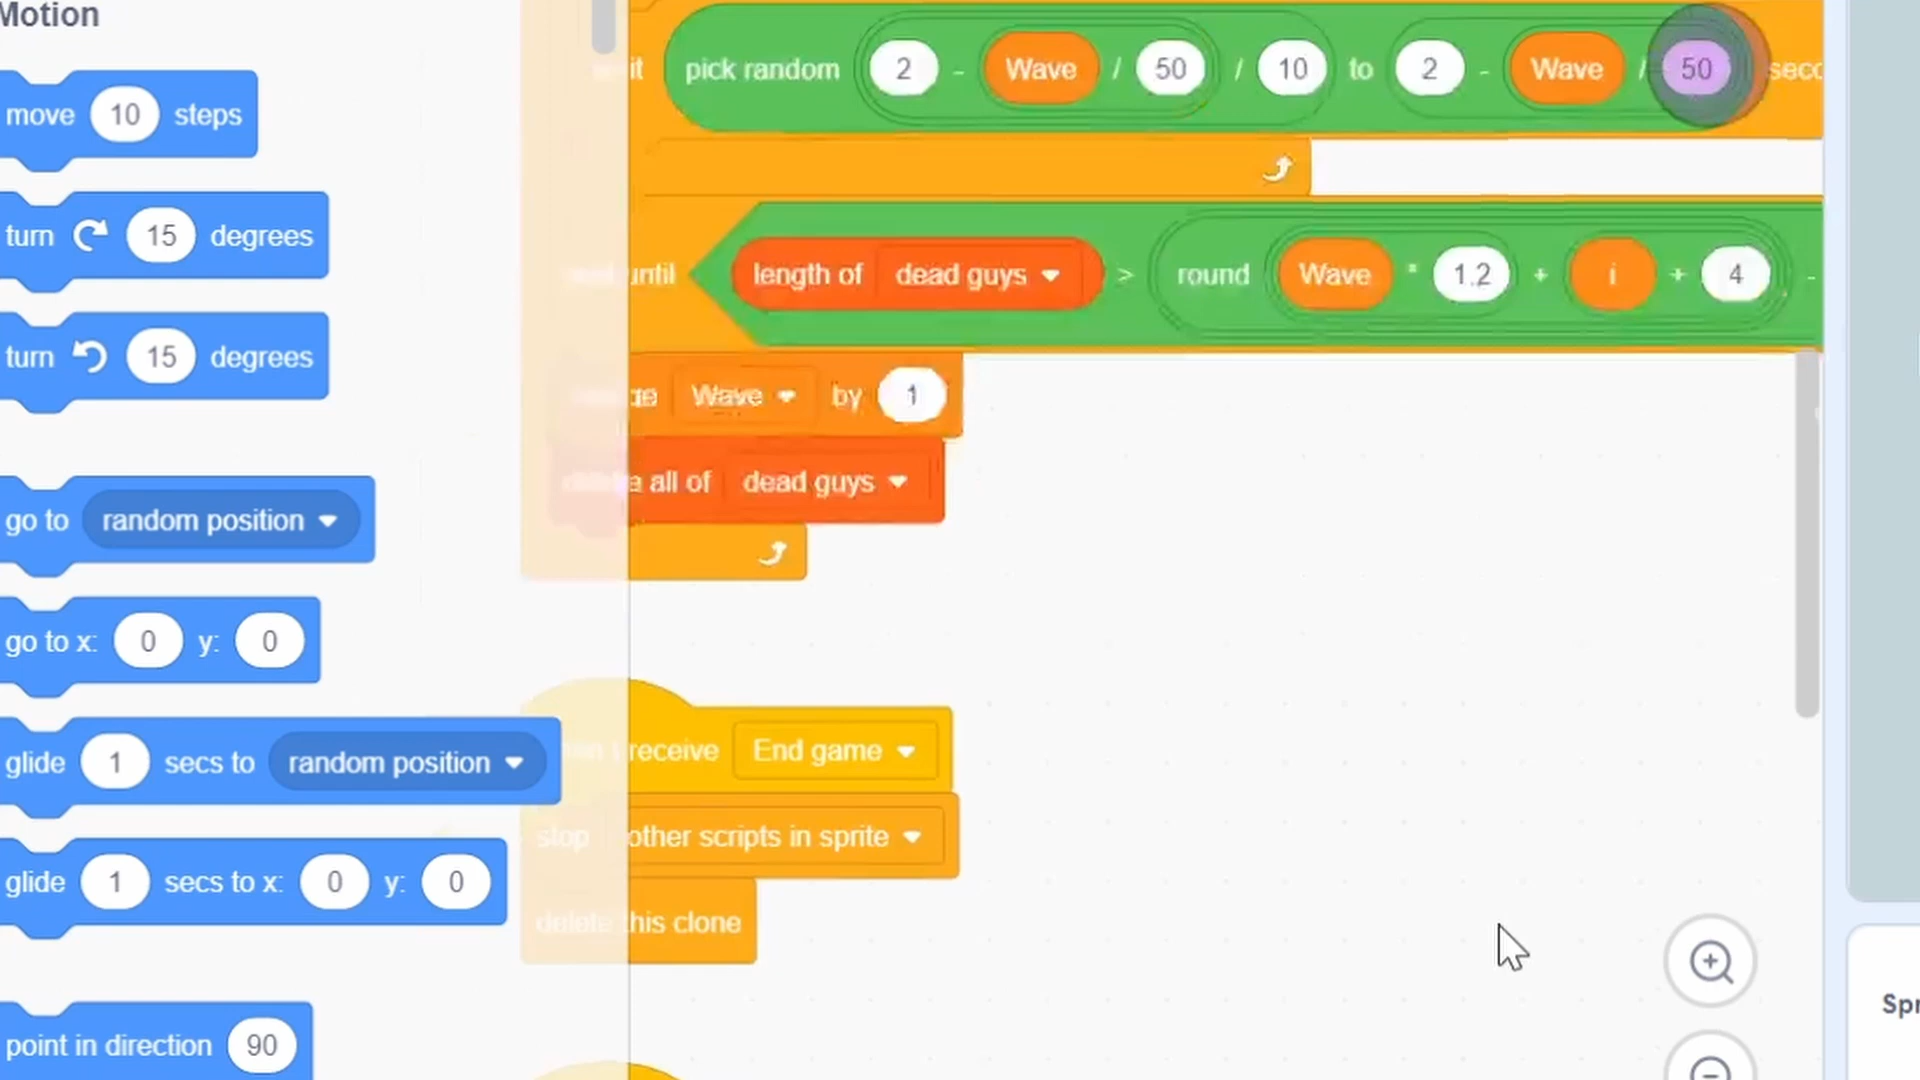 Motion
move 10 steps
turn 15 degrees
turn 15 degrees
go to random position
go to x: 0 y: 0
glide 1 secs to random position
glide 1 secs to x: 0 y: 0
point in direction 90
pick random 2 - Wave / 50 / 10 to 2 - Wave / 50
until length of dead guys > round Wave * 1.2 + i + 4 -
Wave by 1
all of dead guys
receive End game
stop other scripts in sprite
delete this clone